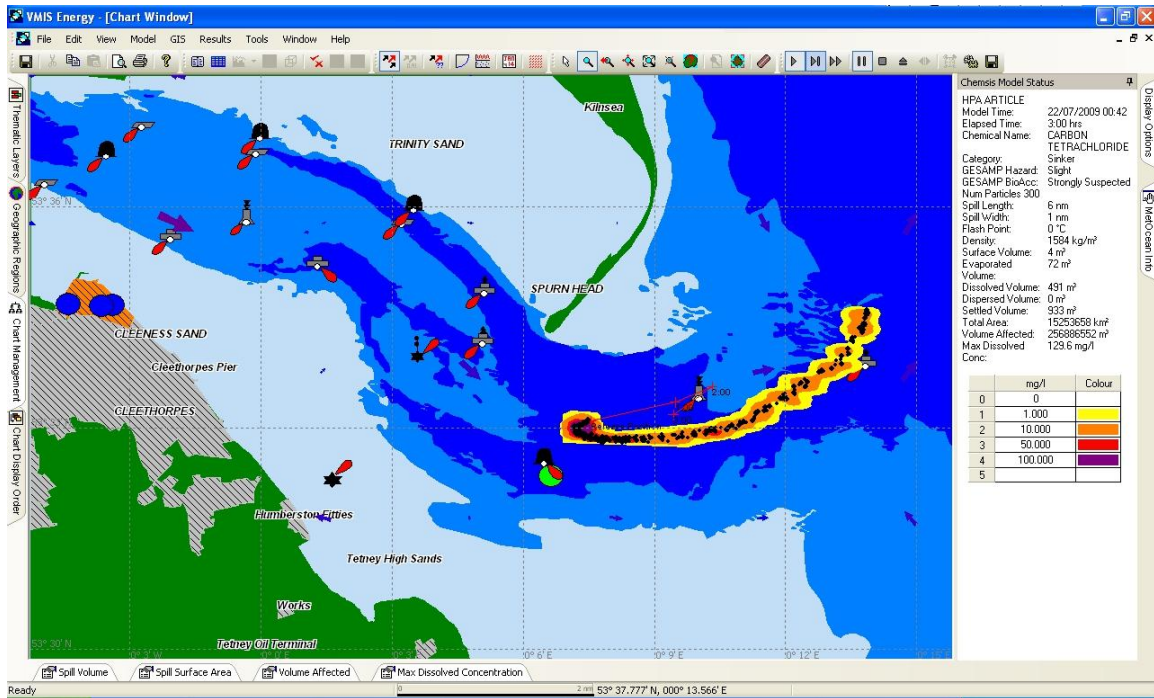 VMIS Energy - [Chart Window]
File Edit View Model GIS Results Tools Window Help
Thematic Layers
Geographic Regions
Chart Management
Chart Display Order
Kilnsea
TRINITY SAND
53° 36' N
SPURN HEAD
CLEENESS SAND
Cleethorpes Pier
CLEETHORPES
2:00
Humberston Fitties
Tetney High Sands
Works
53° 30' N
Tetney Oil Terminal
0° 3' W
0° 0' E
0° 3'
0° 6' E
0° 9' E
0° 12' E
0° 15' E
Chemsis Model Status
HPA ARTICLE
Model Time: 22/07/2009 00:42
Elapsed Time: 3:00 hrs
Chemical Name: CARBON
TETRACHLORIDE
Category: Sinker
GESAMP Hazard: Slight
GESAMP BioAcc: Strongly Suspected
Num Particles 300
Spill Length: 6 nm
Spill Width: 1 nm
Flash Point: 0 °C
Density: 1584 kg/m³
Surface Volume: 4 m³
Evaporated 72 m³
Volume:
Dissolved Volume: 491 m³
Dispersed Volume: 0 m³
Settled Volume: 933 m³
Total Area: 15253658 km²
Volume Affected: 256886552 m³
Max Dissolved 129.6 mg/l
Conc:
mg/l Colour
0 0
1 1.000
2 10.000
3 50.000
4 100.000
5
Display Options
MetOcean Info
Spill Volume Spill Surface Area Volume Affected Max Dissolved Concentration
Ready 0 2 nm 53° 37.777' N, 000° 13.566' E